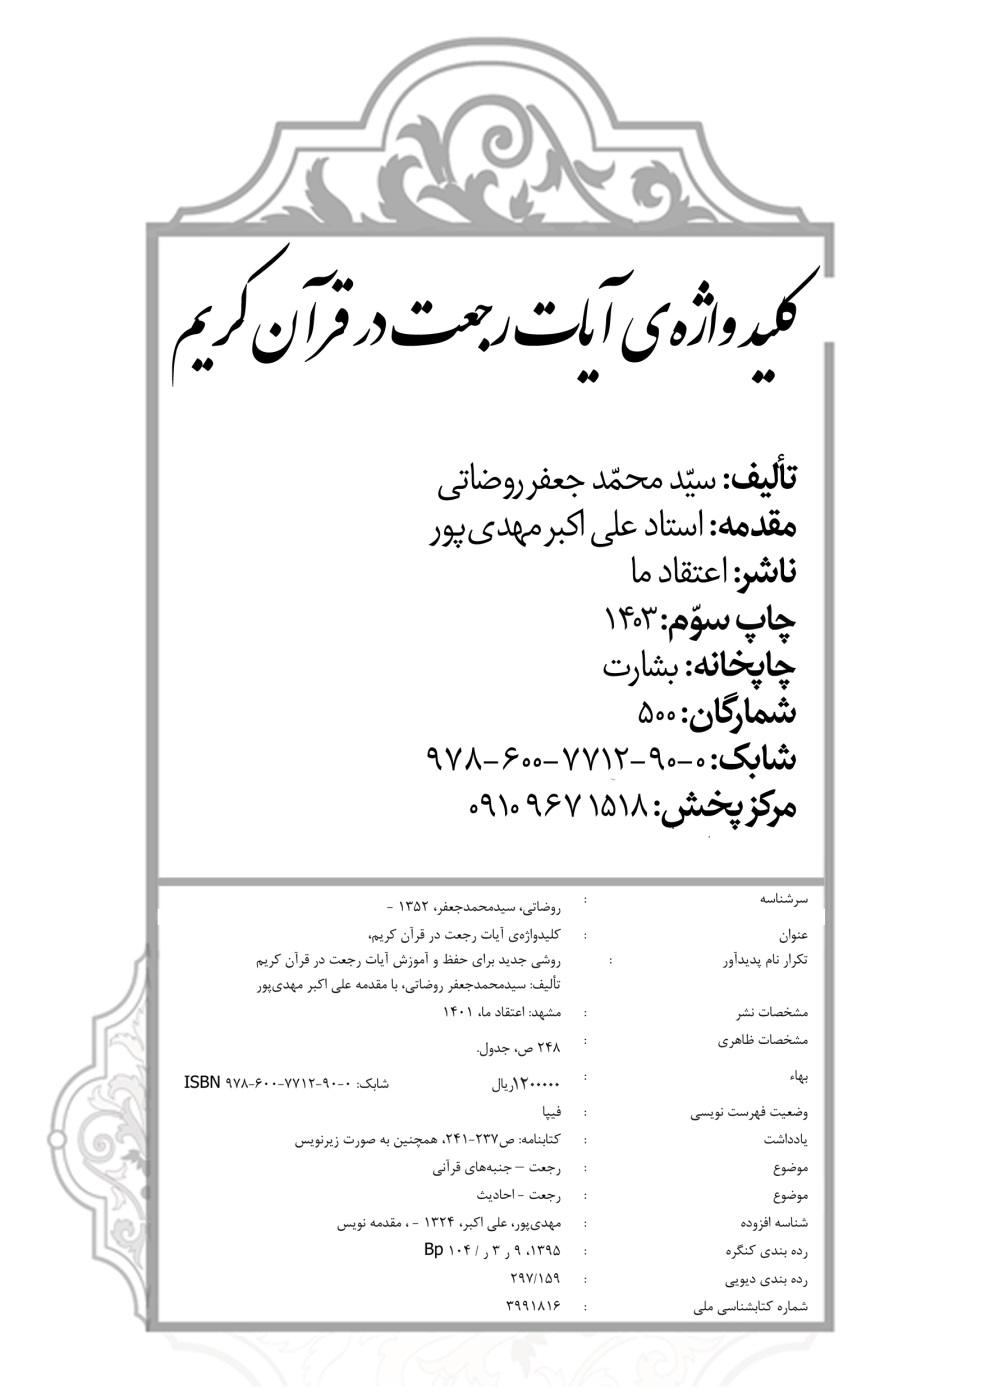 کلید واژه‌ی آیات رجعت در قرآن کریم
تألیف: سیّد محمّد جعفر روضاتی
مقدمه: استاد علی اکبر مهدی‌پور
ناشر: اعتقاد ما
چاپ سوّم: ۱۴۰۳
چاپخانه: بشارت
شمارگان: ۵۰۰
شابک: ۰-۹۰-۷۷۱۲-۶۰۰-۹۷۸
مرکز پخش: ۰۹۱۰ ۹۶۷ ۱۵۱۸
سرشناسه : روضاتی، سیدمحمدجعفر، ۱۳۵۲ -
عنوان : کلیدواژه‌ی آیات رجعت در قرآن کریم،
تکرار نام پدیدآور : روشی جدید برای حفظ و آموزش آیات رجعت در قرآن کریم
تألیف: سیدمحمدجعفر روضاتی، با مقدمه علی اکبر مهدی‌پور
مشخصات نشر : مشهد: اعتقاد ما، ۱۴۰۱
مشخصات ظاهری : ۲۴۸ ص، جدول.
بهاء : ۱۲۰۰۰۰۰ریال شابک: ۰-۹۰-۷۷۱۲-۶۰۰-۹۷۸ ISBN
وضعیت فهرست نویسی : فیپا
یادداشت : کتابنامه: ص۲۳۷-۲۴۱، همچنین به صورت زیرنویس
موضوع : رجعت – جنبه‌های قرآنی
موضوع : رجعت - احادیث
شناسه افزوده : مهدی‌پور، علی اکبر، ۱۳۲۴ - ، مقدمه نویس
رده بندی کنگره : ۱۳۹۵، ۹ ر ۳ ر / ۱۰۴ Bp
رده بندی دیویی : ۲۹۷/۱۵۹
شماره کتابشناسی ملی : ۳۹۹۱۸۱۶